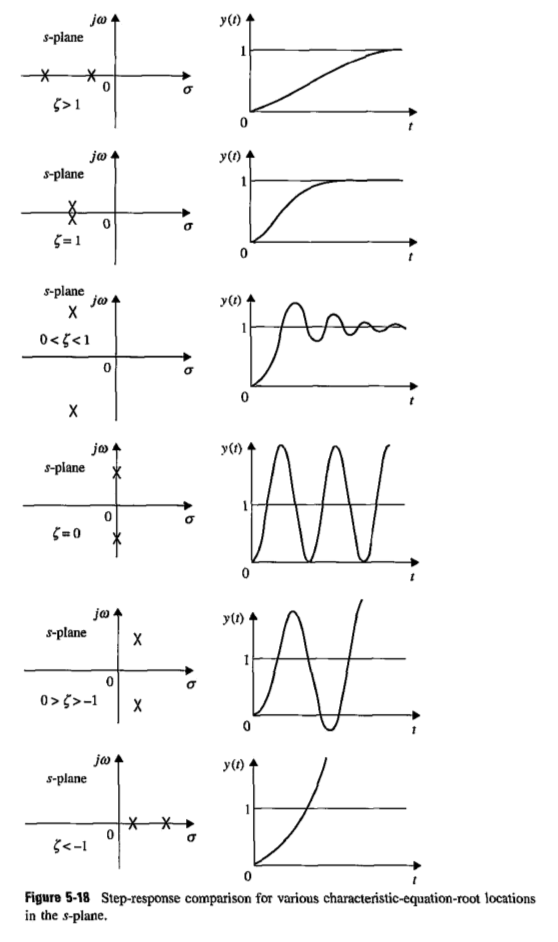 jω
y(t)
s-plane
1
0
σ
ζ > 1
0
t
jω
y(t)
s-plane
1
0
σ
ζ = 1
0
t
s-plane
jω
y(t)
0 < ζ < 1
1
0
σ
0
t
jω
y(t)
s-plane
1
0
σ
ζ = 0
0
t
jω
y(t)
s-plane
1
0
σ
0 > ζ > –1
0
t
jω
y(t)
s-plane
1
0
σ
ζ < –1
0
t
Figure 5-18 Step-response comparison for various characteristic-equation-root locations
in the s-plane.